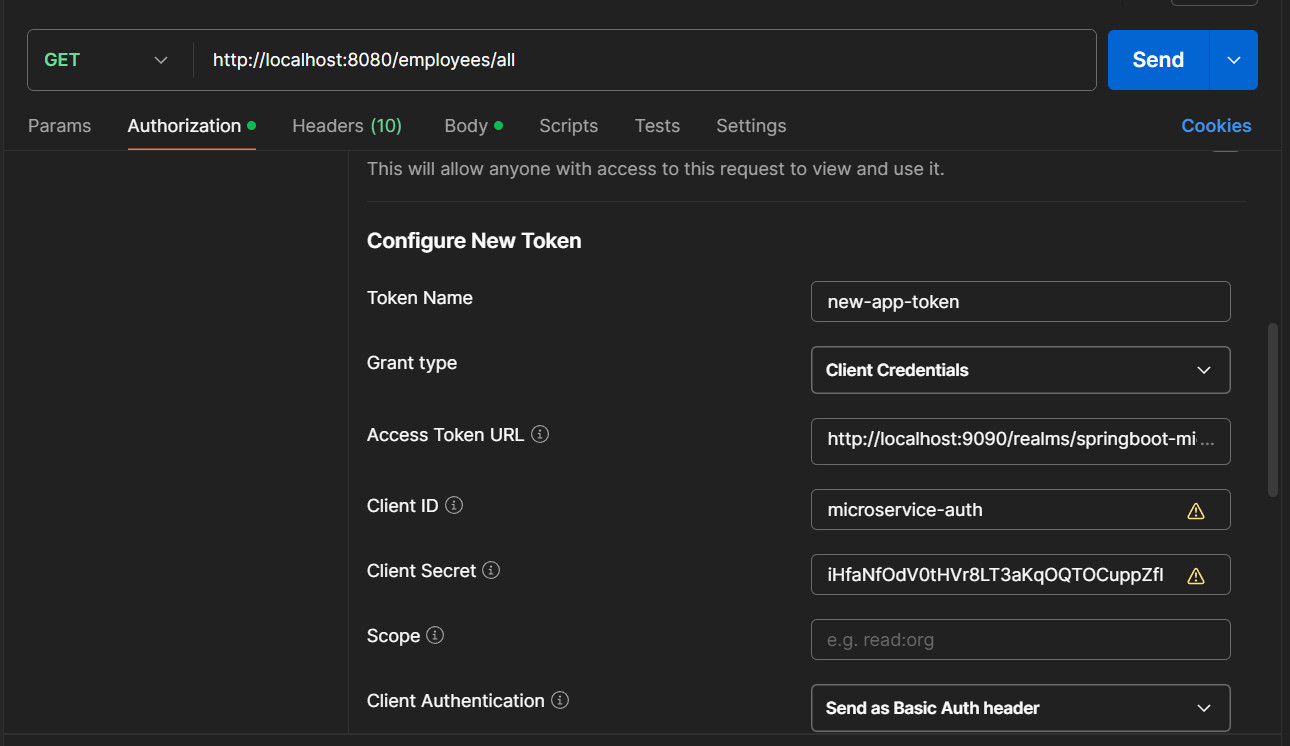 GET http://localhost:8080/employees/all Send
Params Authorization Headers (10) Body Scripts Tests Settings Cookies
This will allow anyone with access to this request to view and use it.
Configure New Token
Token Name new-app-token
Grant type Client Credentials
Access Token URL http://localhost:9090/realms/springboot-mi...
Client ID microservice-auth
Client Secret iHfaNfOdV0tHVr8LT3aKqOQTOCuppZfI
Scope e.g. read:org
Client Authentication Send as Basic Auth header